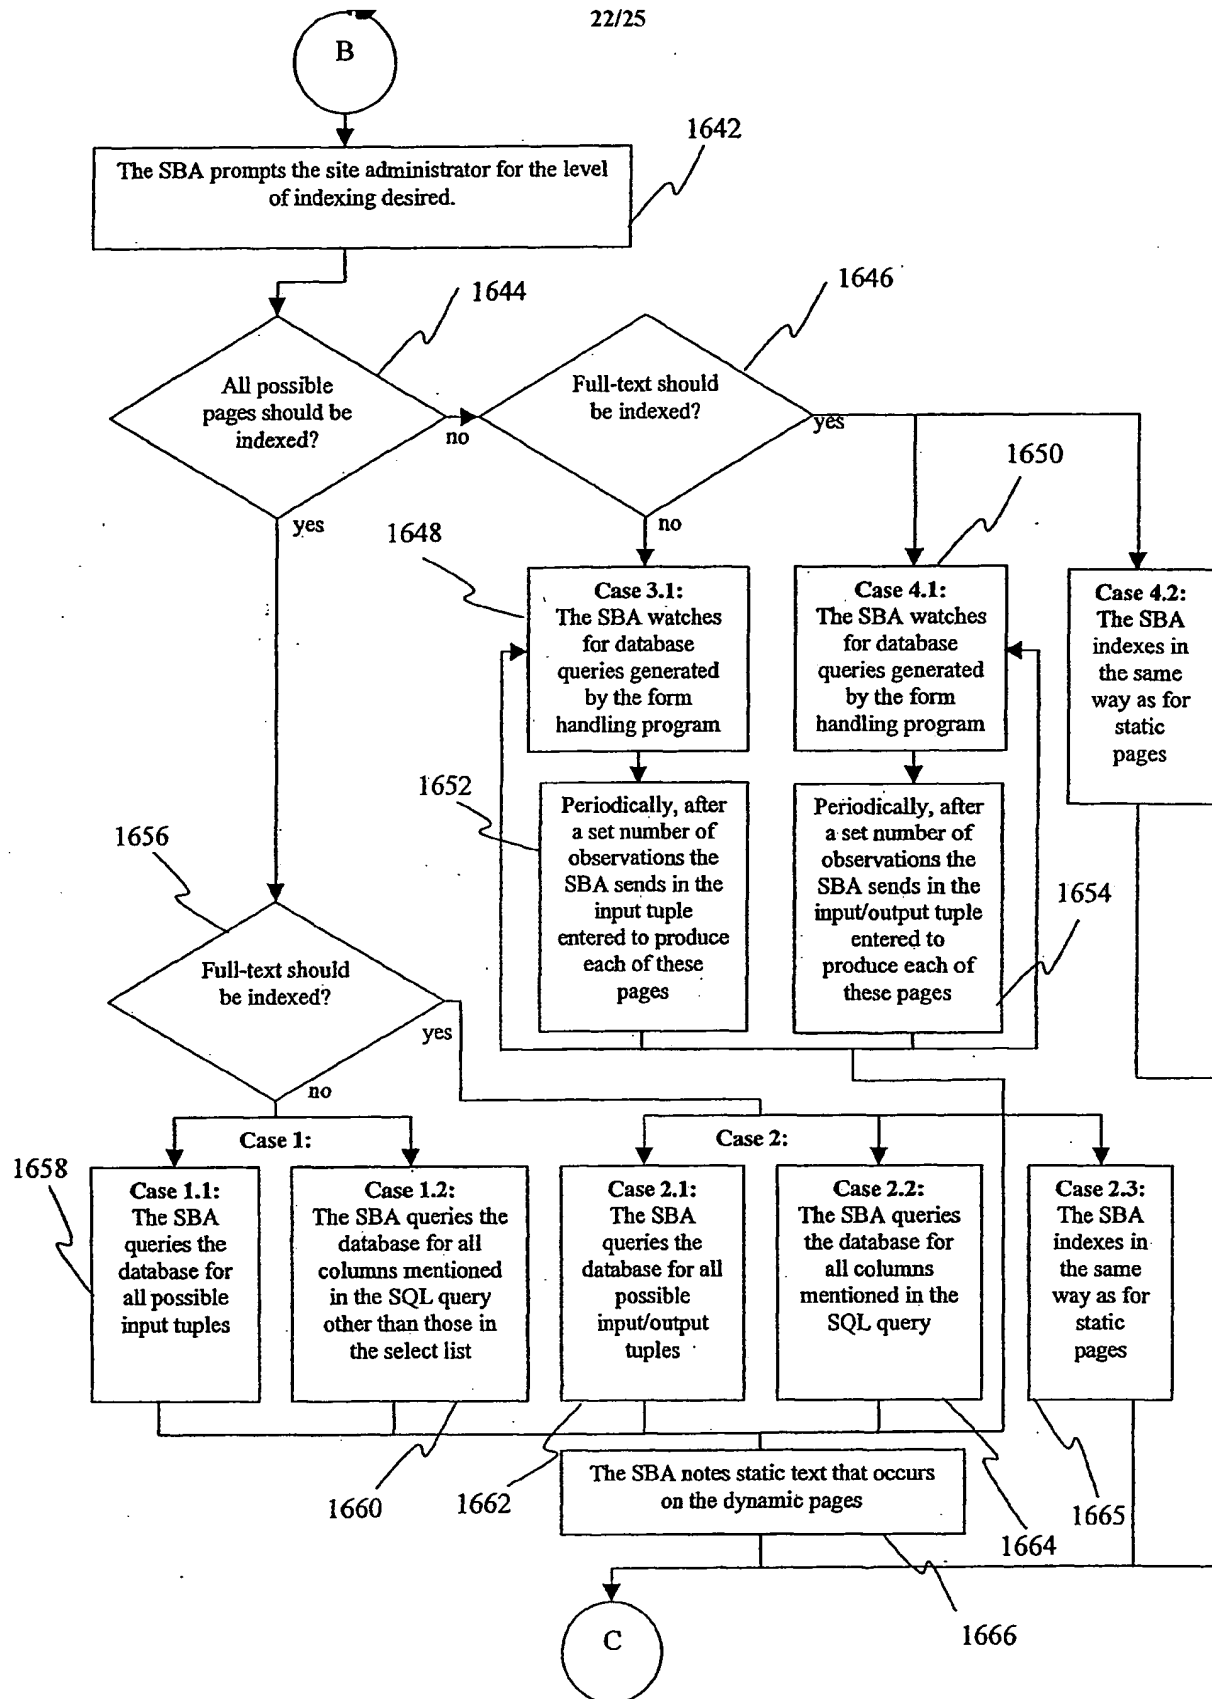 22/25
B
1642
The SBA prompts the site administrator for the level
of indexing desired.
1644
1646
All possible
pages should be
indexed?
no
yes
Full-text should
be indexed?
yes
no
1648
1650
Case 3.1:
The SBA watches
for database
queries generated
by the form
handling program
Case 4.1:
The SBA watches
for database
queries generated
by the form
handling program
Case 4.2:
The SBA
indexes in
the same
way as for
static
pages
1652
Periodically, after
a set number of
observations the
SBA sends in the
input tuple
entered to produce
each of these
pages
Periodically, after
a set number of
observations the
SBA sends in the
input/output tuple
entered to
produce each of
these pages
1654
1656
Full-text should
be indexed?
yes
no
Case 1:
Case 2:
1658
Case 1.1:
The SBA
queries the
database for
all possible
input tuples
Case 1.2:
The SBA queries the
database for all
columns mentioned
in the SQL query
other than those in
the select list
Case 2.1:
The SBA
queries the
database for all
possible
input/output
tuples
Case 2.2:
The SBA queries
the database for
all columns
mentioned in the
SQL query
Case 2.3:
The SBA
indexes in
the same
way as for
static
pages
1660
1662
The SBA notes static text that occurs
on the dynamic pages
1664
1665
1666
C